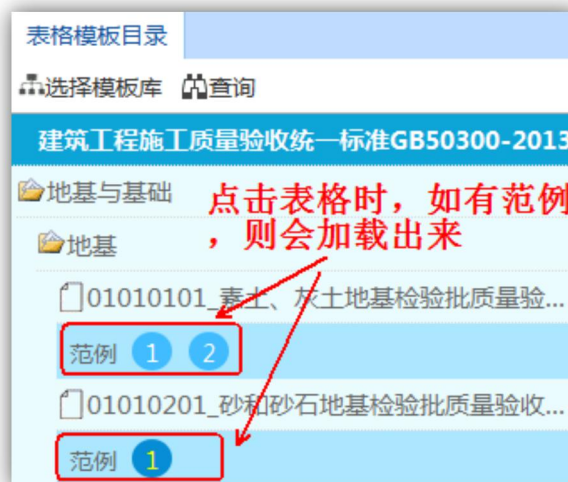 表格模板目录
选择模板库 查询
建筑工程施工质量验收统一标准GB50300-2013
地基与基础
点击表格时，如有范例
，则会加载出来
地基
01010101_素土、灰土地基检验批质量验...
范例 1 2
01010201_砂和砂石地基检验批质量验收...
范例 1